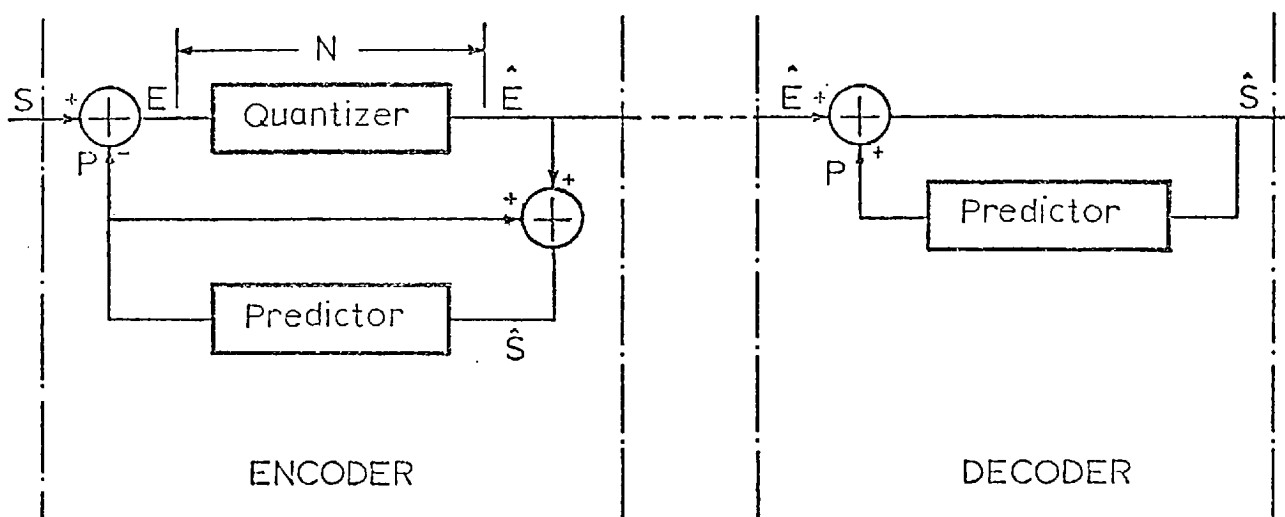 N
S + E Quantizer Ê
P -
+
+
Predictor
Ŝ
ENCODER
Ê + Ŝ
P +
Predictor
DECODER